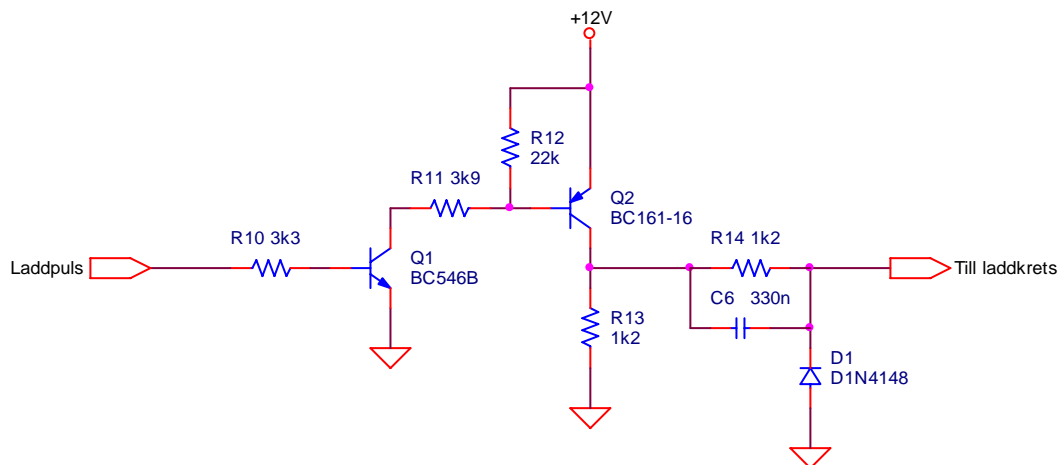 +12V
R12
22k
R11 3k9
Q2
BC161-16
R10 3k3
Q1
BC546B
R14 1k2
Laddpuls
Till laddkrets
C6 330n
R13
1k2
D1
D1N4148